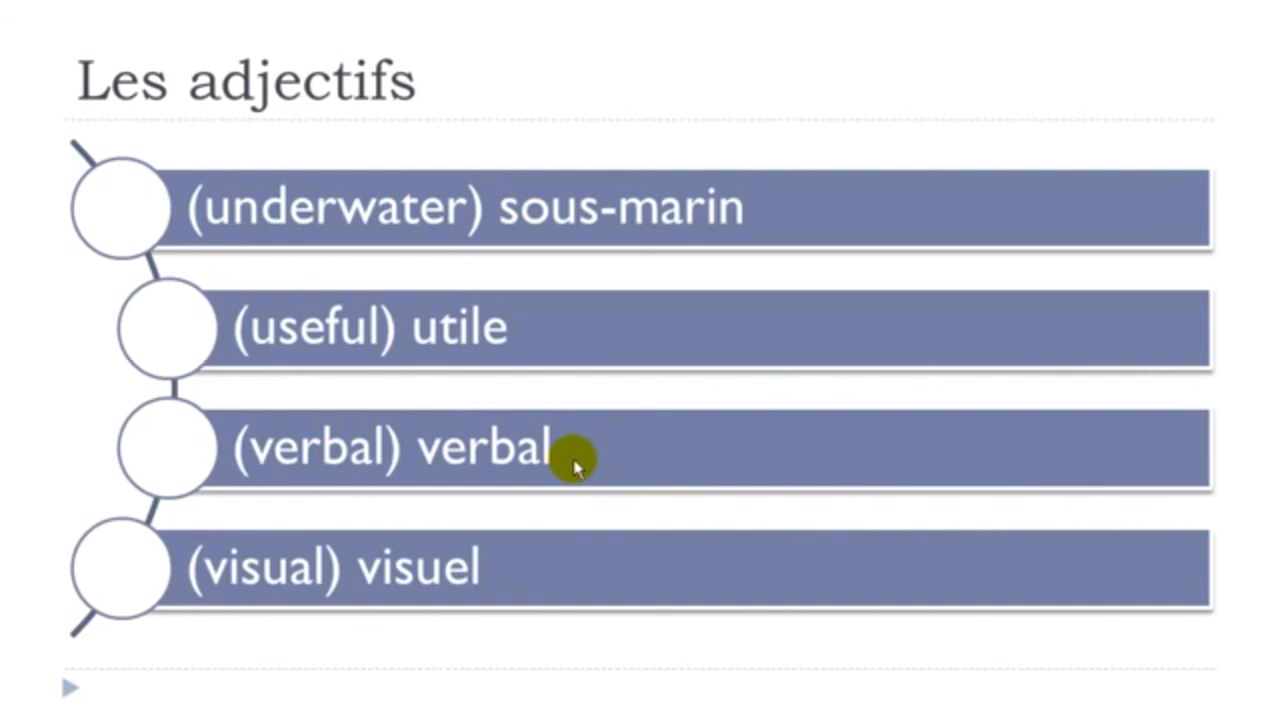 Les adjectifs
(underwater) sous-marin
(useful) utile
(verbal) verbal
(visual) visuel